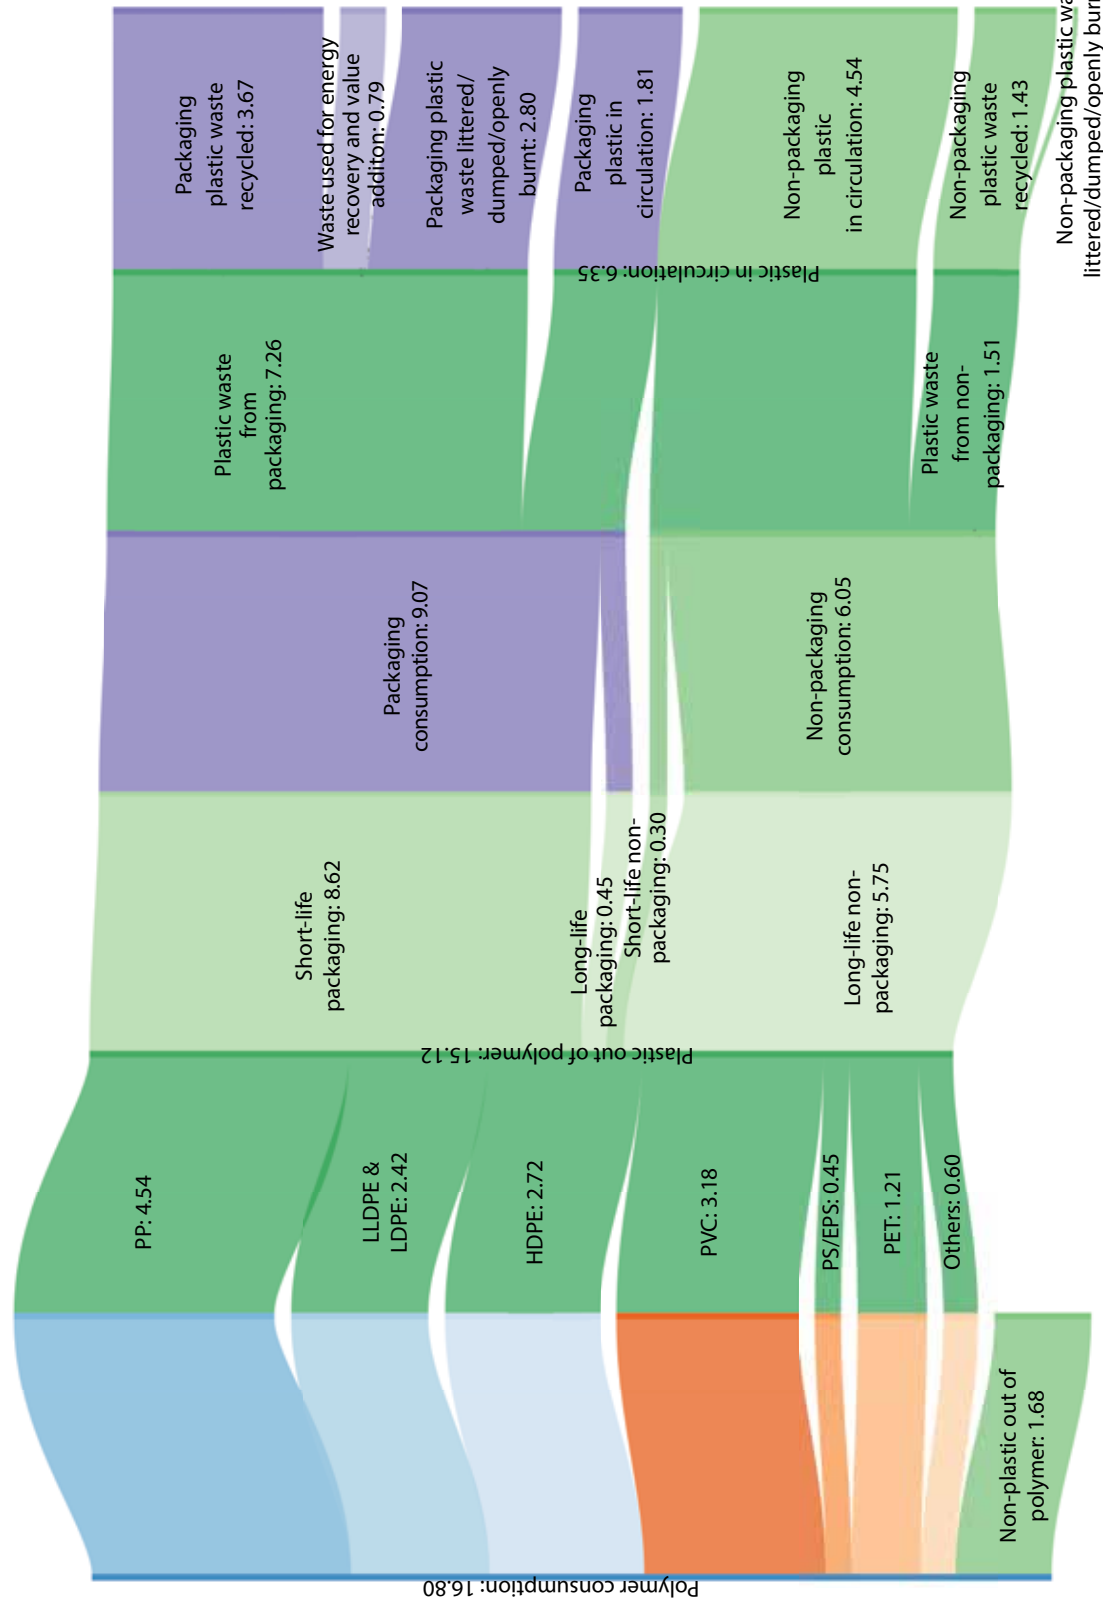 Polymer consumption: 16.80
PP: 4.54
LLDPE &
LDPE: 2.42
HDPE: 2.72
PVC: 3.18
PS/EPS: 0.45
PET: 1.21
Others: 0.60
Non-plastic out of
polymer: 1.68
Plastic out of polymer: 15.12
Short-life
packaging: 8.62
Long-life
packaging: 0.45
Short-life non-
packaging: 0.30
Long-life non-
packaging: 5.75
Packaging
consumption: 9.07
Non-packaging
consumption: 6.05
Plastic waste
from
packaging: 7.26
Plastic waste
from non-
packaging: 1.51
Plastic in circulation: 6.35
Packaging
plastic waste
recycled: 3.67
Waste used for energy
recovery and value
additon: 0.79
Packaging plastic
waste littered/
dumped/openly
burnt: 2.80
Packaging
plastic in
circulation: 1.81
Non-packaging
plastic
in circulation: 4.54
Non-packaging
plastic waste
recycled: 1.43
Non-packaging plastic
littered/dumped/openly